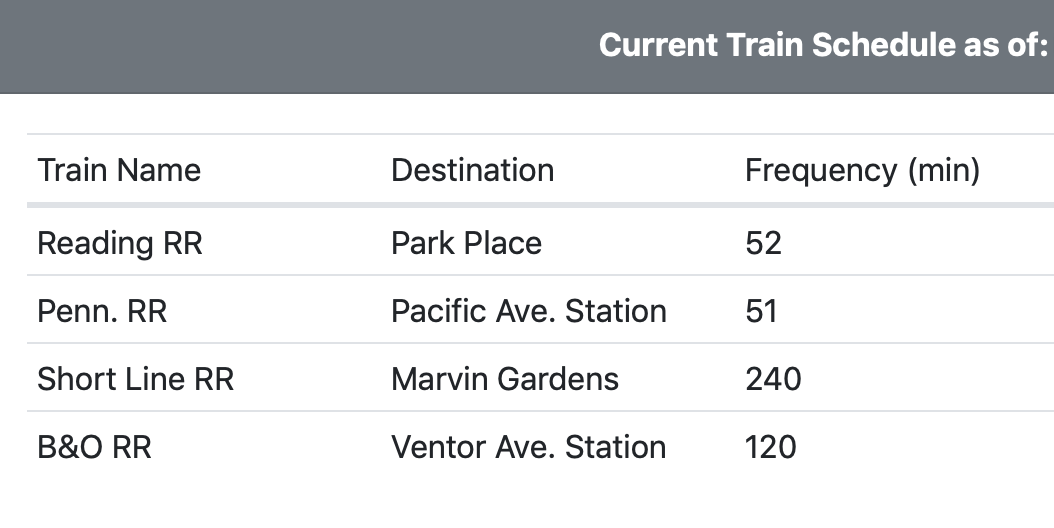 Current Train Schedule as of:
Train Name Destination Frequency (min)
Reading RR Park Place 52
Penn. RR Pacific Ave. Station 51
Short Line RR Marvin Gardens 240
B&O RR Ventor Ave. Station 120